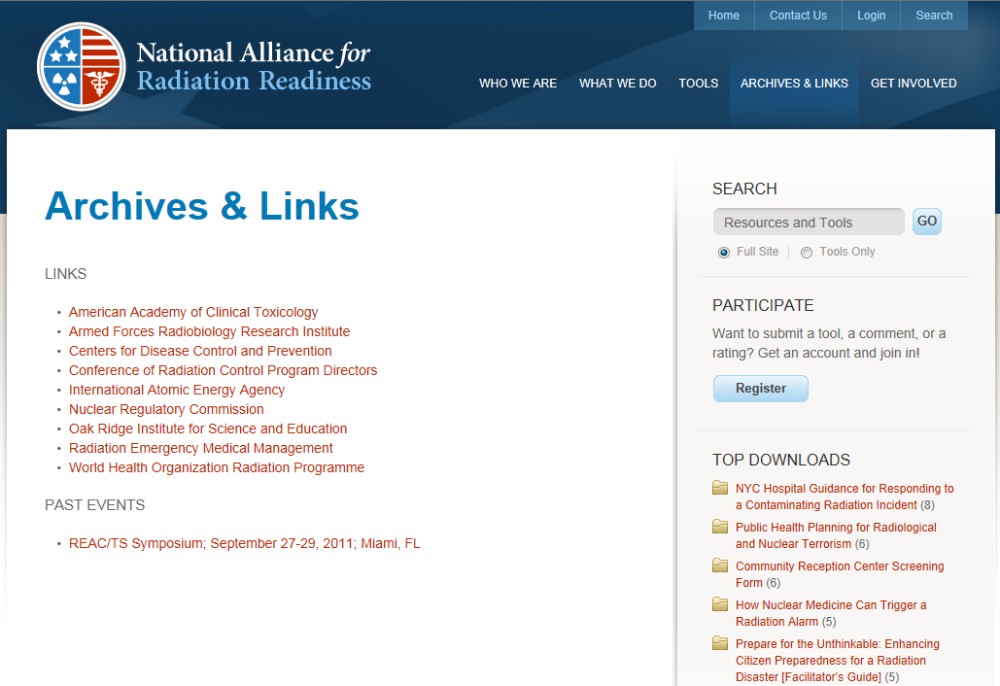 Home
Contact Us
Login
Search
National Alliance for
Radiation Readiness
WHO WE ARE
WHAT WE DO
TOOLS
ARCHIVES & LINKS
GET INVOLVED
Archives & Links
LINKS
American Academy of Clinical Toxicology
Armed Forces Radiobiology Research Institute
Centers for Disease Control and Prevention
Conference of Radiation Control Program Directors
International Atomic Energy Agency
Nuclear Regulatory Commission
Oak Ridge Institute for Science and Education
Radiation Emergency Medical Management
World Health Organization Radiation Programme
PAST EVENTS
REAC/TS Symposium; September 27-29, 2011; Miami, FL
SEARCH
Resources and Tools
GO
Full Site
Tools Only
PARTICIPATE
Want to submit a tool, a comment, or a
rating? Get an account and join in!
Register
TOP DOWNLOADS
NYC Hospital Guidance for Responding to
a Contaminating Radiation Incident (8)
Public Health Planning for Radiological
and Nuclear Terrorism (6)
Community Reception Center Screening
Form (6)
How Nuclear Medicine Can Trigger a
Radiation Alarm (5)
Prepare for the Unthinkable: Enhancing
Citizen Preparedness for a Radiation
Disaster [Facilitator's Guide] (5)